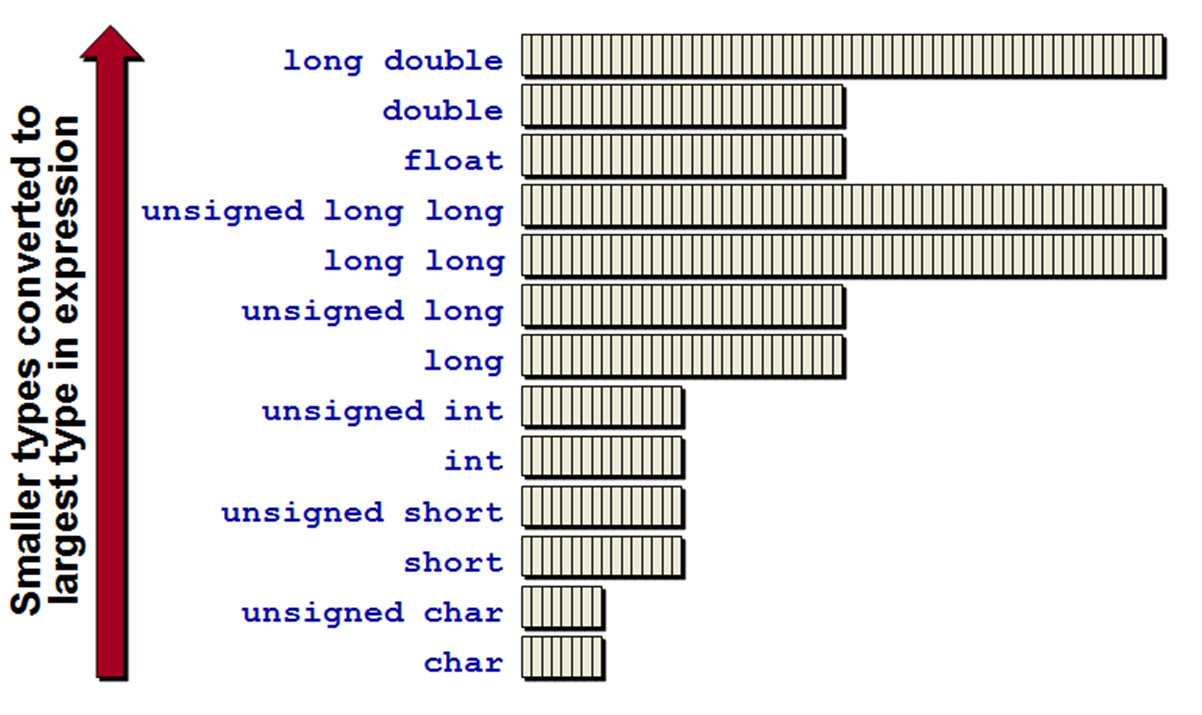 Smaller types converted to
largest type in expression
long double
double
float
unsigned long long
long long
unsigned long
long
unsigned int
int
unsigned short
short
unsigned char
char